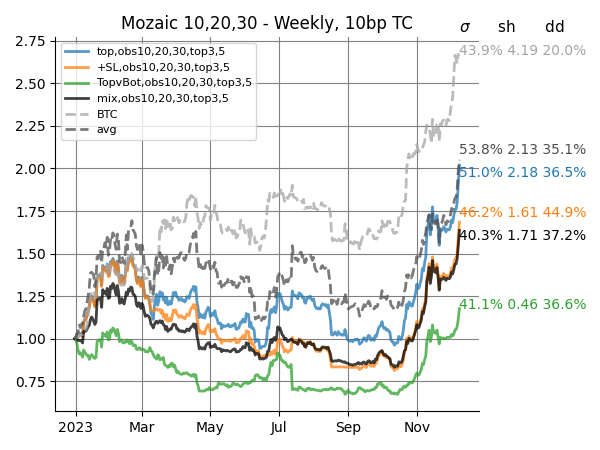 Mozaic 10,20,30 - Weekly, 10bp TC
σ sh dd
2.75
2.50
2.25
2.00
1.75
1.50
1.25
1.00
0.75
top,obs10,20,30,top3,5
+SL,obs10,20,30,top3,5
TopvBot,obs10,20,30,top3,5
mix,obs10,20,30,top3,5
BTC
avg
43.9% 4.19 20.0%
53.8% 2.13 35.1%
51.0% 2.18 36.5%
46.2% 1.61 44.9%
40.3% 1.71 37.2%
41.1% 0.46 36.6%
2023 Mar May Jul Sep Nov